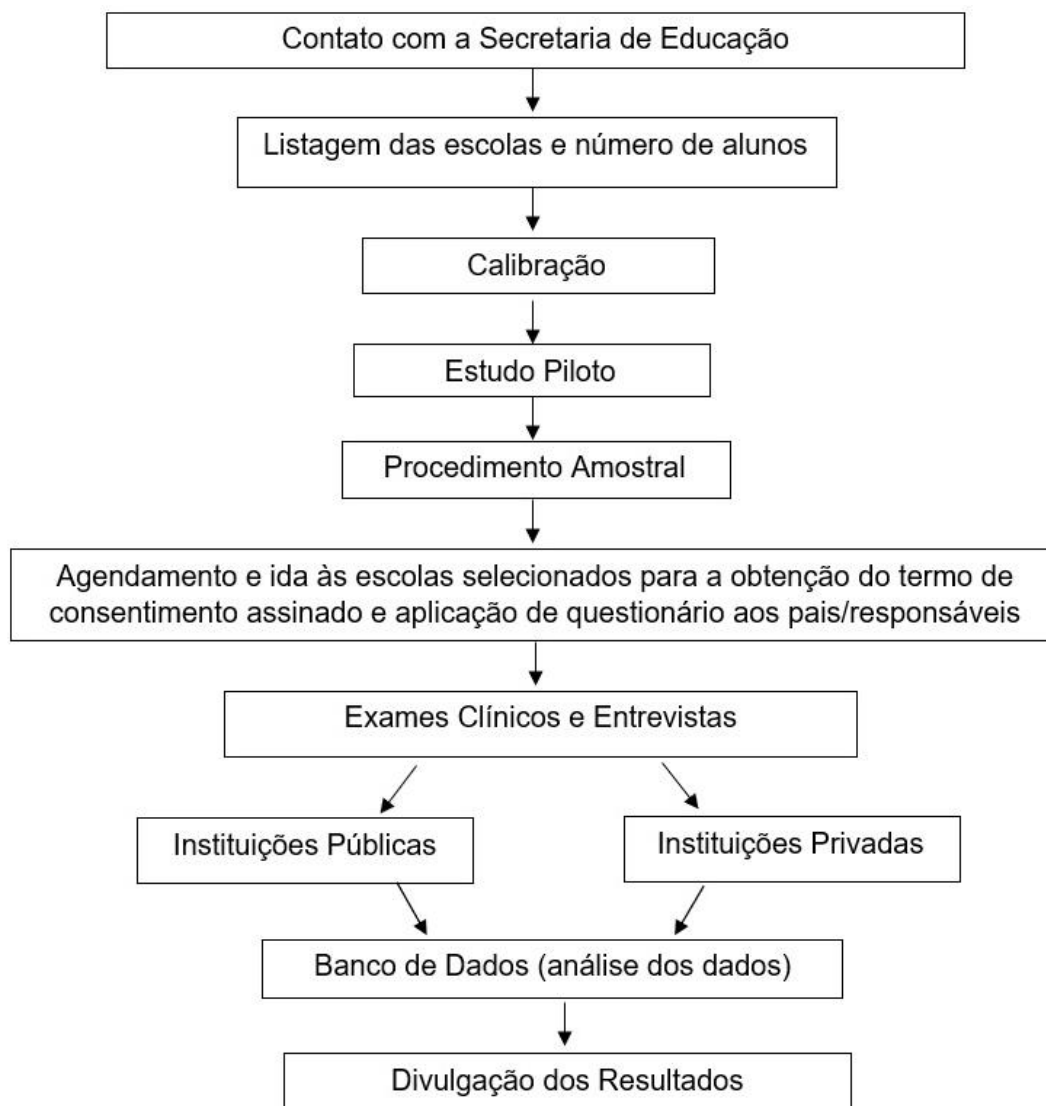 Contato com a Secretaria de Educação
Listagem das escolas e número de alunos
Calibração
Estudo Piloto
Procedimento Amostral
Agendamento e ida às escolas selecionados para a obtenção do termo de
consentimento assinado e aplicação de questionário aos pais/responsáveis
Exames Clínicos e Entrevistas
Instituições Públicas
Instituições Privadas
Banco de Dados (análise dos dados)
Divulgação dos Resultados